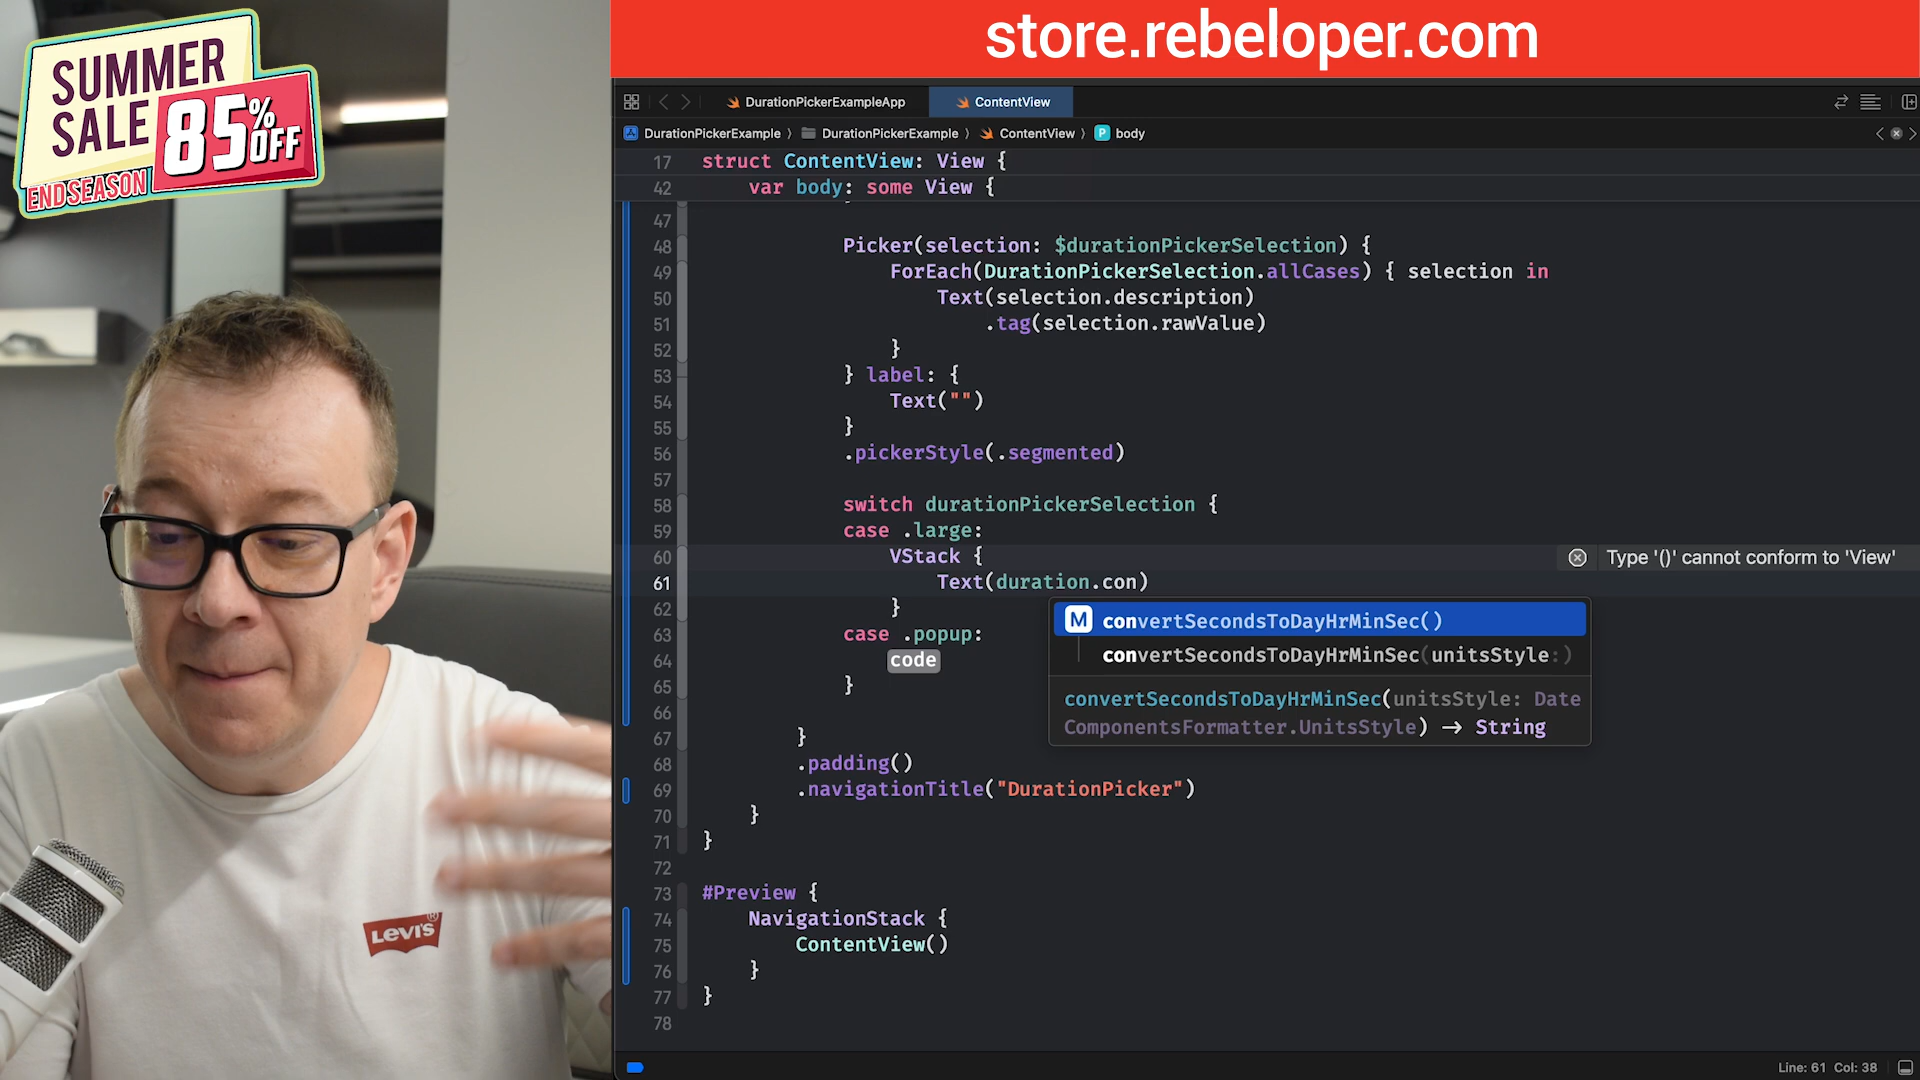 SUMMER
SALE 85% OFF
END SEASON
LEVI'S ®
store.rebeloper.com
DurationPickerExampleApp
ContentView
DurationPickerExample 〉 DurationPickerExample 〉 ContentView 〉 P body
17 struct ContentView: View {
42 var body: some View {
47
48 Picker(selection: $durationPickerSelection) {
49 ForEach(DurationPickerSelection.allCases) { selection in
50 Text(selection.description)
51 .tag(selection.rawValue)
52 }
53 } label: {
54 Text("")
55 }
56 .pickerStyle(.segmented)
57
58 switch durationPickerSelection {
59 case .large:
60 VStack {
Type '()' cannot conform to 'View'
61 Text(duration.con)
62 }
63 case .popup:
64 code
65 }
66
67 }
68 .padding()
69 .navigationTitle("DurationPicker")
70 }
71 }
72
73 #Preview {
74 NavigationStack {
75 ContentView()
76 }
77 }
78
M convertSecondsToDayHrMinSec()
convertSecondsToDayHrMinSec(unitsStyle:)
convertSecondsToDayHrMinSec(unitsStyle: Date
ComponentsFormatter.UnitsStyle) → String
Line: 61 Col: 38